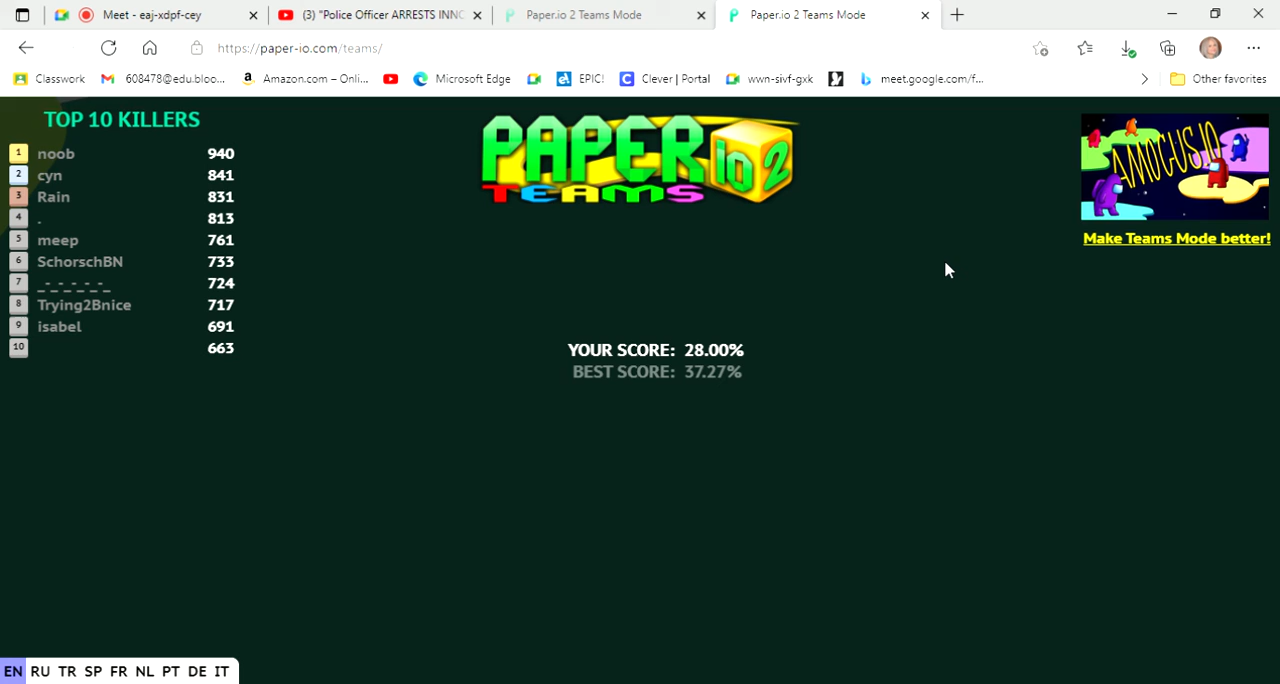 Meet - eaj-xdpf-cey
(3) "Police Officer ARRESTS INNO
Paper.io 2 Teams Mode
Paper.io 2 Teams Mode
https://paper-io.com/teams/
Classwork
608478@edu.bloo...
Amazon.com – Onli...
Microsoft Edge
EPIC!
Clever | Portal
wwn-sivf-gxk
meet.google.com/f...
Other favorites
TOP 10 KILLERS
1 noob 940
2 cyn 841
3 Rain 831
4 . 813
5 meep 761
6 SchorschBN 733
7 _-_-_-_-_-_ 724
8 Trying2Bnice 717
9 isabel 691
10 663
PAPER io 2
TEAMS
AMOGUS.IO
Make Teams Mode better!
YOUR SCORE: 28.00%
BEST SCORE: 37.27%
EN RU TR SP FR NL PT DE IT